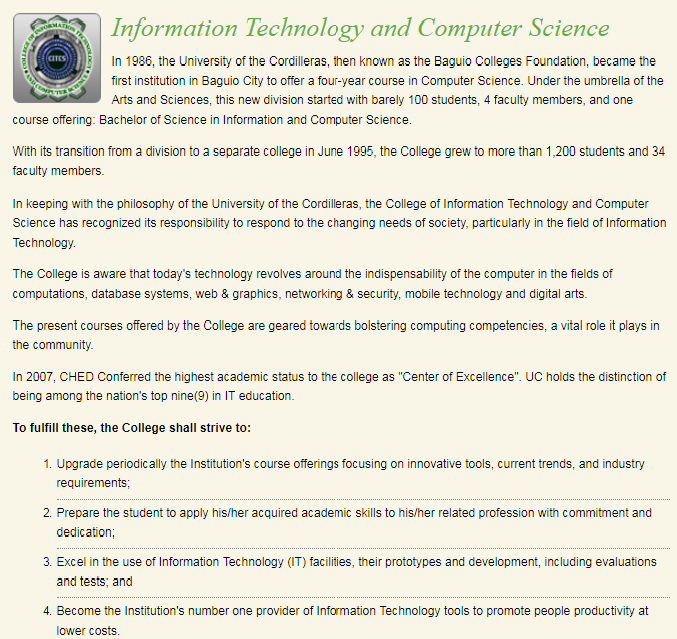 Information Technology and Computer Science
CITCS
In 1986, the University of the Cordilleras, then known as the Baguio Colleges Foundation, became the
first institution in Baguio City to offer a four-year course in Computer Science. Under the umbrella of the
Arts and Sciences, this new division started with barely 100 students, 4 faculty members, and one
course offering: Bachelor of Science in Information and Computer Science.
With its transition from a division to a separate college in June 1995, the College grew to more than 1,200 students and 34
faculty members.
In keeping with the philosophy of the University of the Cordilleras, the College of Information Technology and Computer
Science has recognized its responsibility to respond to the changing needs of society, particularly in the field of Information
Technology.
The College is aware that today's technology revolves around the indispensability of the computer in the fields of
computations, database systems, web & graphics, networking & security, mobile technology and digital arts.
The present courses offered by the College are geared towards bolstering computing competencies, a vital role it plays in
the community.
In 2007, CHED Conferred the highest academic status to the college as "Center of Excellence". UC holds the distinction of
being among the nation's top nine(9) in IT education.
To fulfill these, the College shall strive to:
1. Upgrade periodically the Institution's course offerings focusing on innovative tools, current trends, and industry
requirements;
2. Prepare the student to apply his/her acquired academic skills to his/her related profession with commitment and
dedication;
3. Excel in the use of Information Technology (IT) facilities, their prototypes and development, including evaluations
and tests; and
4. Become the Institution's number one provider of Information Technology tools to promote people productivity at
lower costs.